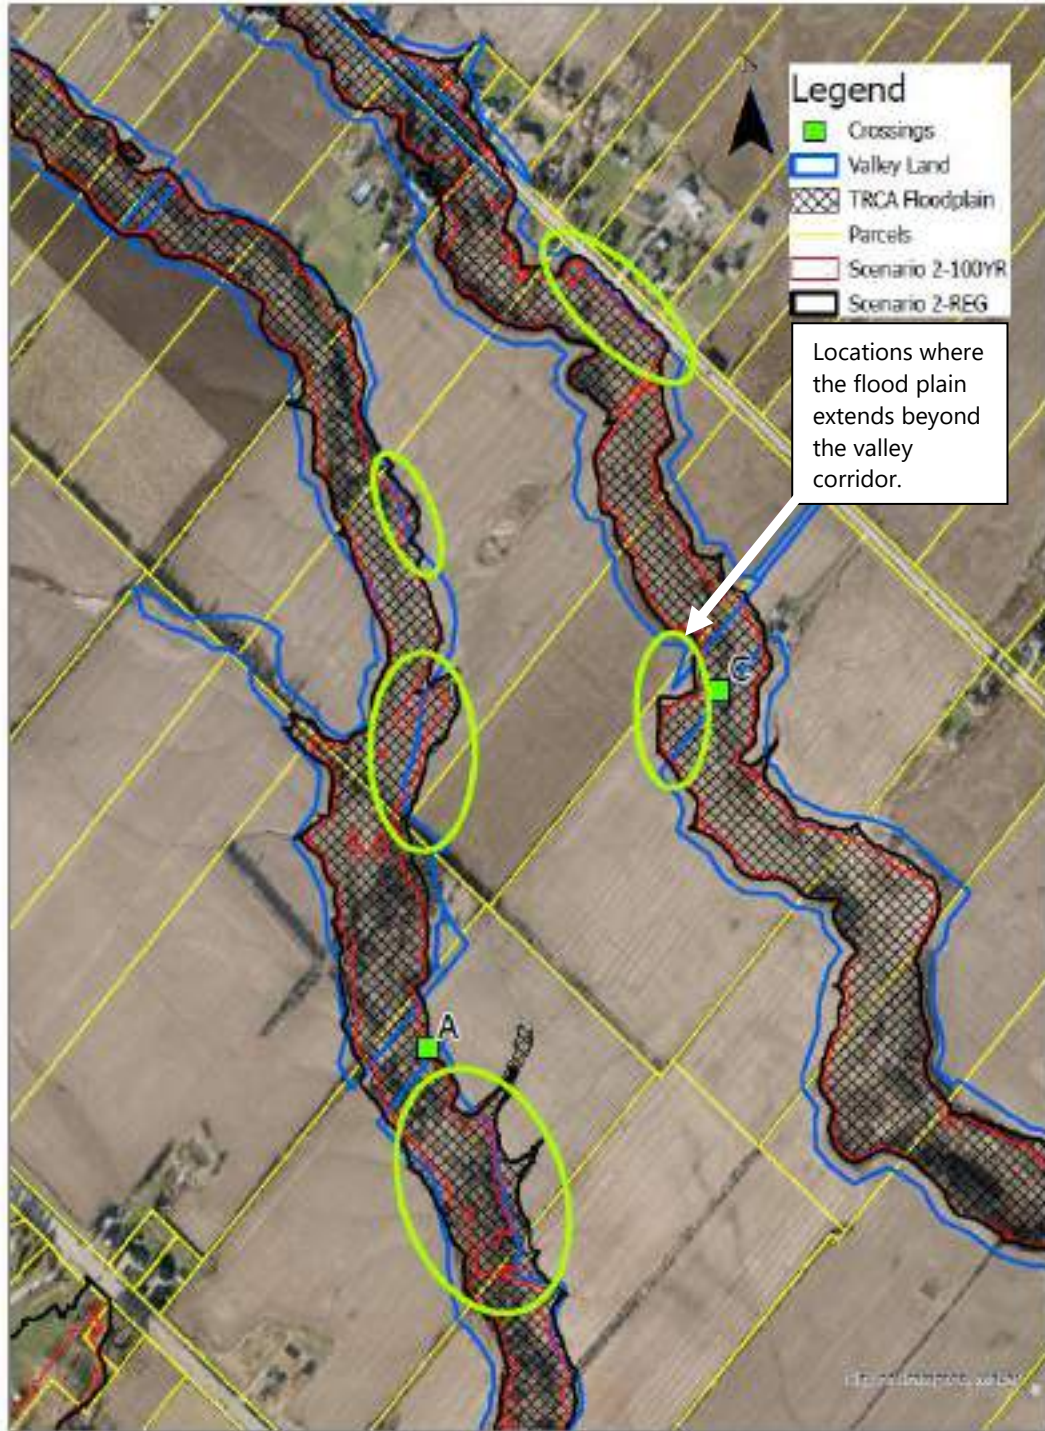 N
Legend
Crossings
Valley Land
TRCA Floodplain
Parcels
Scenario 2-100YR
Scenario 2-REG
Locations where
the flood plain
extends beyond
the valley
corridor.
C
A